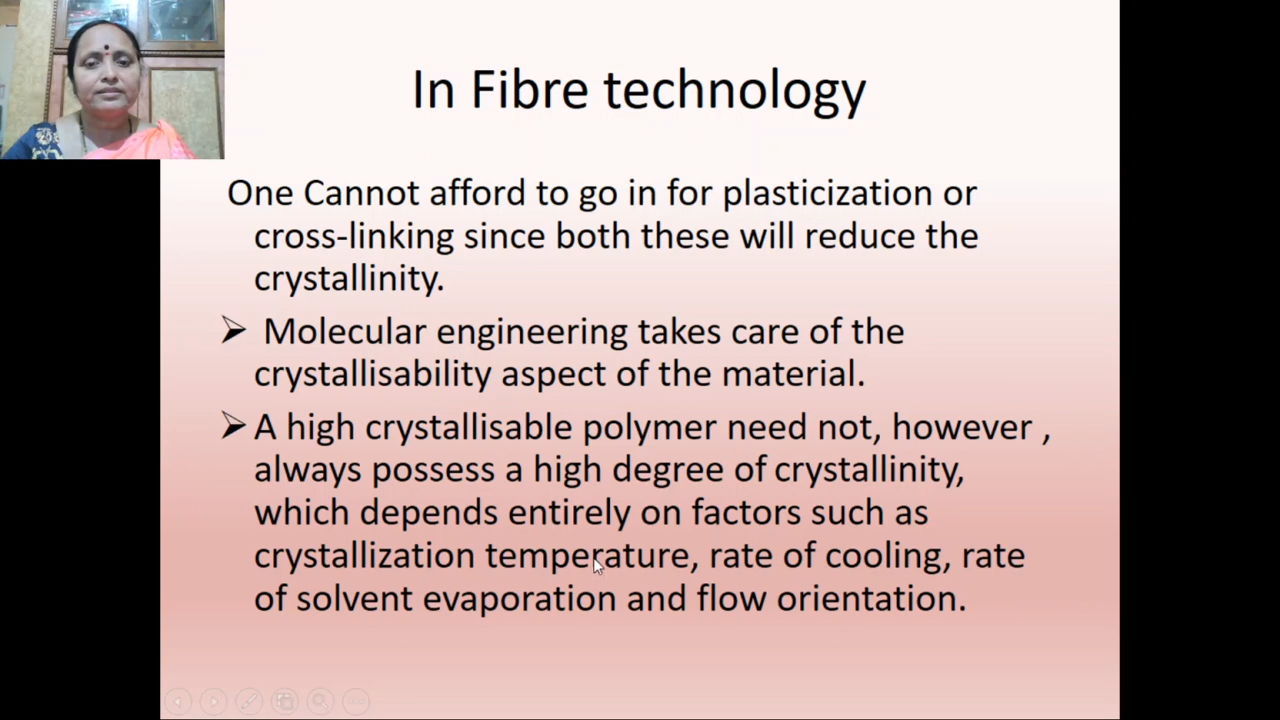 In Fibre technology
One Cannot afford to go in for plasticization or
cross-linking since both these will reduce the
crystallinity.
➢ Molecular engineering takes care of the
crystallisability aspect of the material.
➢ A high crystallisable polymer need not, however ,
always possess a high degree of crystallinity,
which depends entirely on factors such as
crystallization temperature, rate of cooling, rate
of solvent evaporation and flow orientation.